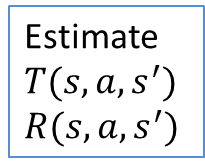 Estimate
T(s, a, s′)
R(s, a, s′)